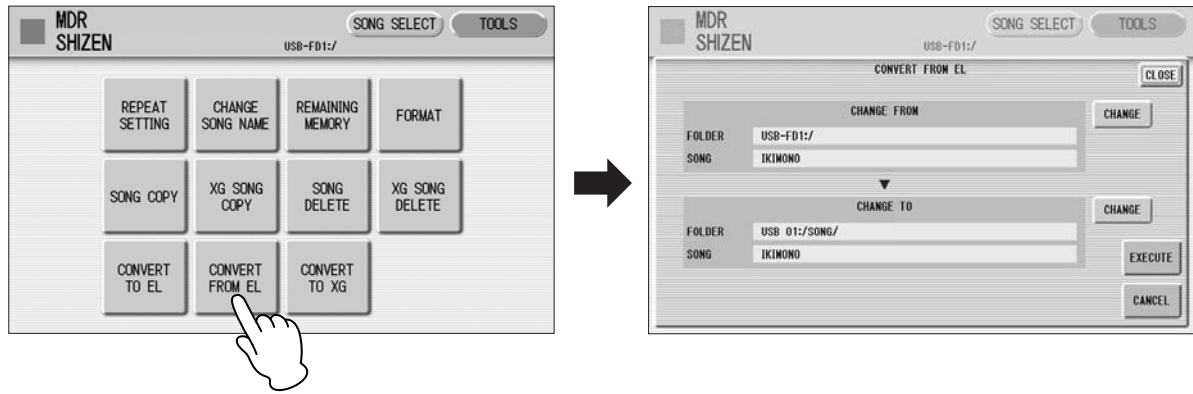 MDR
SHIZEN
SONG SELECT
TOOLS
USB-FD1:/
REPEAT
SETTING
CHANGE
SONG NAME
REMAINING
MEMORY
FORMAT
SONG COPY
XG SONG
COPY
SONG
DELETE
XG SONG
DELETE
CONVERT
TO EL
CONVERT
FROM EL
CONVERT
TO XG
MDR
SHIZEN
SONG SELECT
TOOLS
USB-FD1:/
CONVERT FROM EL
CLOSE
CHANGE FROM
CHANGE
FOLDER USB-FD1:/
SONG IKIMONO
▼
CHANGE TO
CHANGE
FOLDER USB 01:/SONG/
SONG IKIMONO
EXECUTE
CANCEL